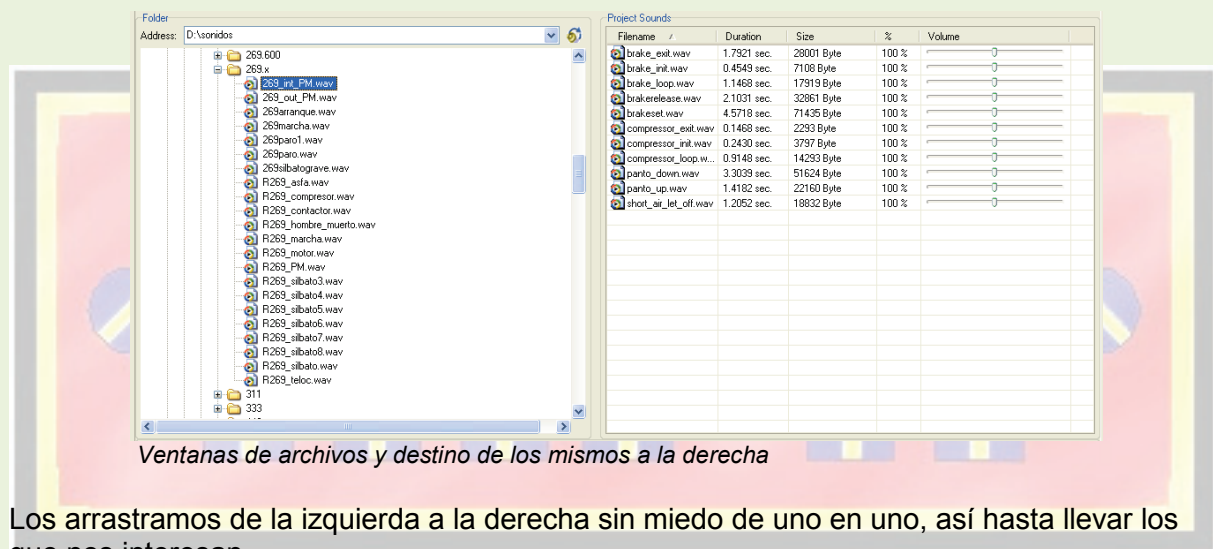 Folder
Address: D:\sonidos
269.600
269.x
269_int_PM.wav
269_out_PM.wav
269arranque.wav
269marcha.wav
269paro1.wav
269paro.wav
269silbatograve.wav
R269_asfa.wav
R269_compresor.wav
R269_contactor.wav
R269_hombre_muerto.wav
R269_marcha.wav
R269_motor.wav
R269_PM.wav
R269_silbato3.wav
R269_silbato4.wav
R269_silbato5.wav
R269_silbato6.wav
R269_silbato7.wav
R269_silbato8.wav
R269_silbato.wav
R269_teloc.wav
311
333
Project Sounds
Filename Duration Size % Volume
brake_exit.wav 1.7921 sec. 28001 Byte 100 %
brake_init.wav 0.4549 sec. 7108 Byte 100 %
brake_loop.wav 1.1468 sec. 17919 Byte 100 %
brakerelease.wav 2.1031 sec. 32861 Byte 100 %
brakeset.wav 4.5718 sec. 71435 Byte 100 %
compressor_exit.wav 0.1468 sec. 2293 Byte 100 %
compressor_init.wav 0.2430 sec. 3797 Byte 100 %
compressor_loop.w... 0.9148 sec. 14293 Byte 100 %
panto_down.wav 3.3039 sec. 51624 Byte 100 %
panto_up.wav 1.4182 sec. 22160 Byte 100 %
short_air_let_off.wav 1.2052 sec. 18832 Byte 100 %
Ventanas de archivos y destino de los mismos a la derecha
Los arrastramos de la izquierda a la derecha sin miedo de uno en uno, así hasta llevar los
que nos interesan